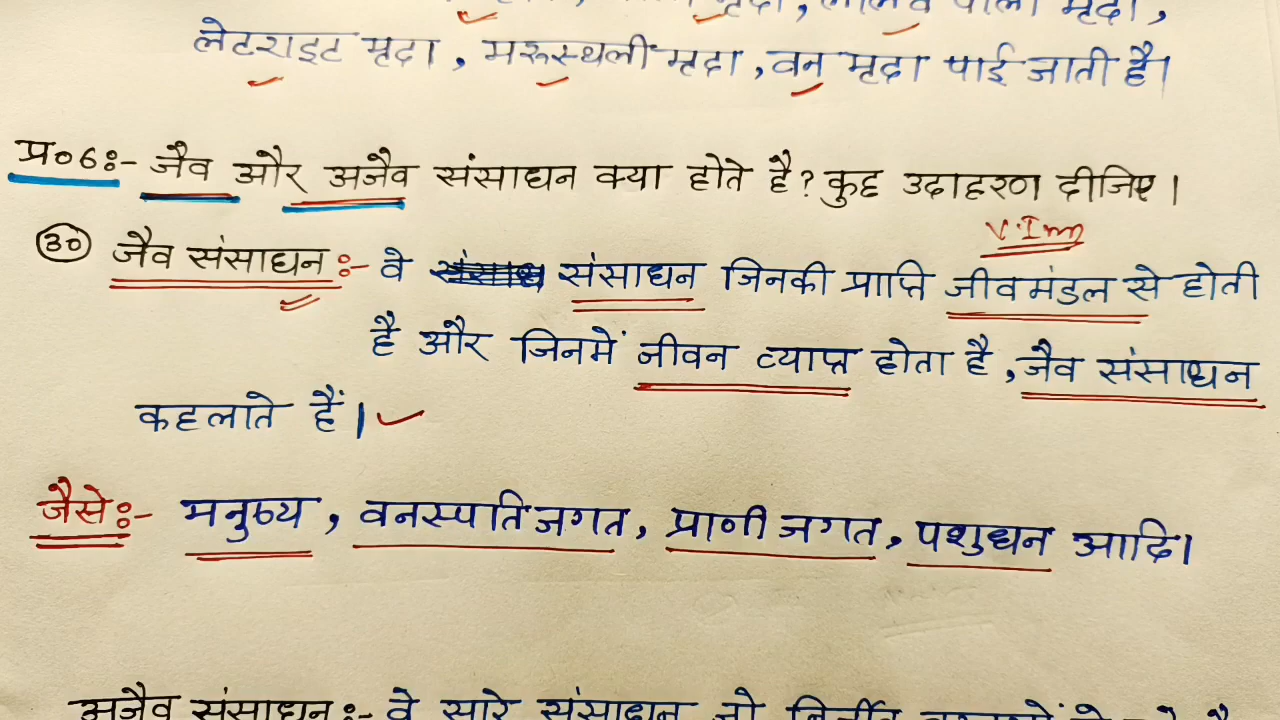 मृदा,
लेटराइट मृदा, मरुस्थली मृदा, वन मृदा पाई जाती है।
प्र०6:- जैव और अजैव संसाधन क्या होते है? कुछ उदाहरण दीजिए।
V.Imp
उ० जैव संसाधन:- वे संसाधन जिनकी प्राप्ति जीवमंडल से होती
है और जिनमें जीवन व्याप्त होता है, जैव संसाधन
कहलाते हैं।
जैसे:- मनुष्य, वनस्पति जगत, प्राणी जगत, पशुधन आदि।
अजैव संसाधन:- वे सारे संसाधन जो